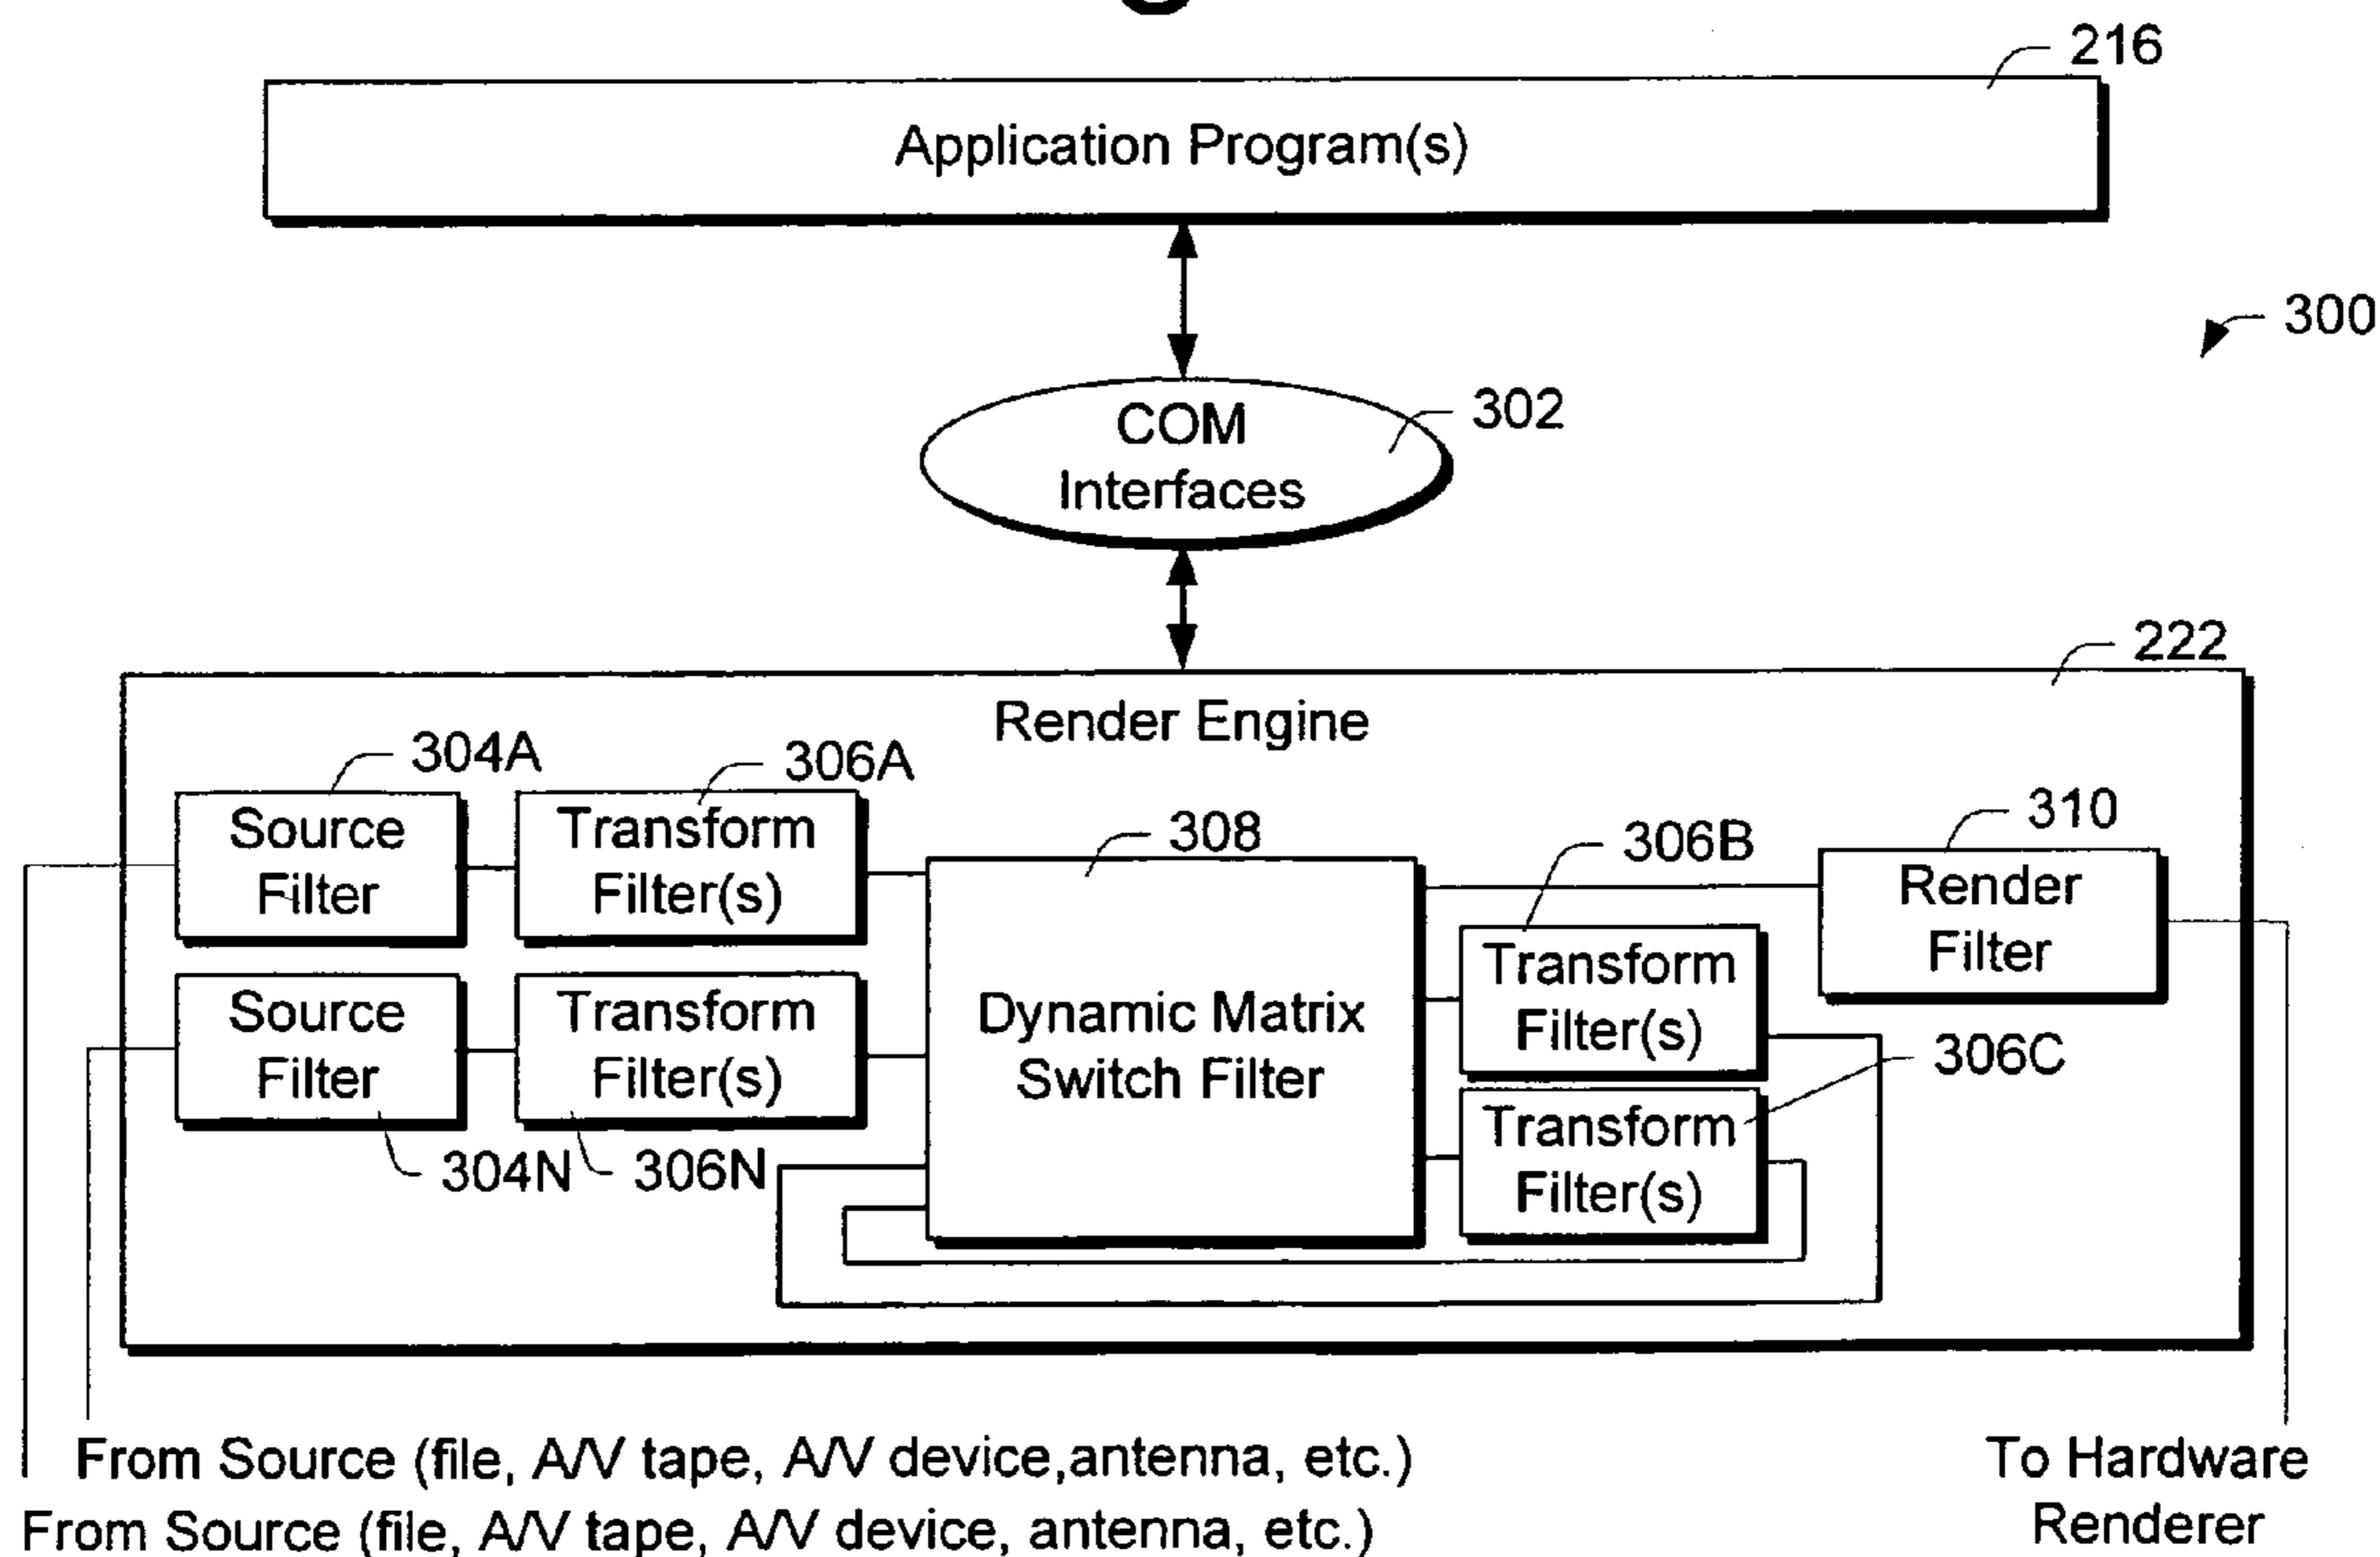 216
Application Program(s)
300
COM
Interfaces
302
222
Render Engine
304A
306A
Source
Filter
Transform
Filter(s)
308
306B
310
Render
Filter
Source
Filter
Transform
Filter(s)
Dynamic Matrix
Switch Filter
Transform
Filter(s)
306C
Transform
Filter(s)
304N
306N
From Source (file, A/V tape, A/V device,antenna, etc.)
From Source (file, A/V tape, A/V device, antenna, etc.)
To Hardware
Renderer